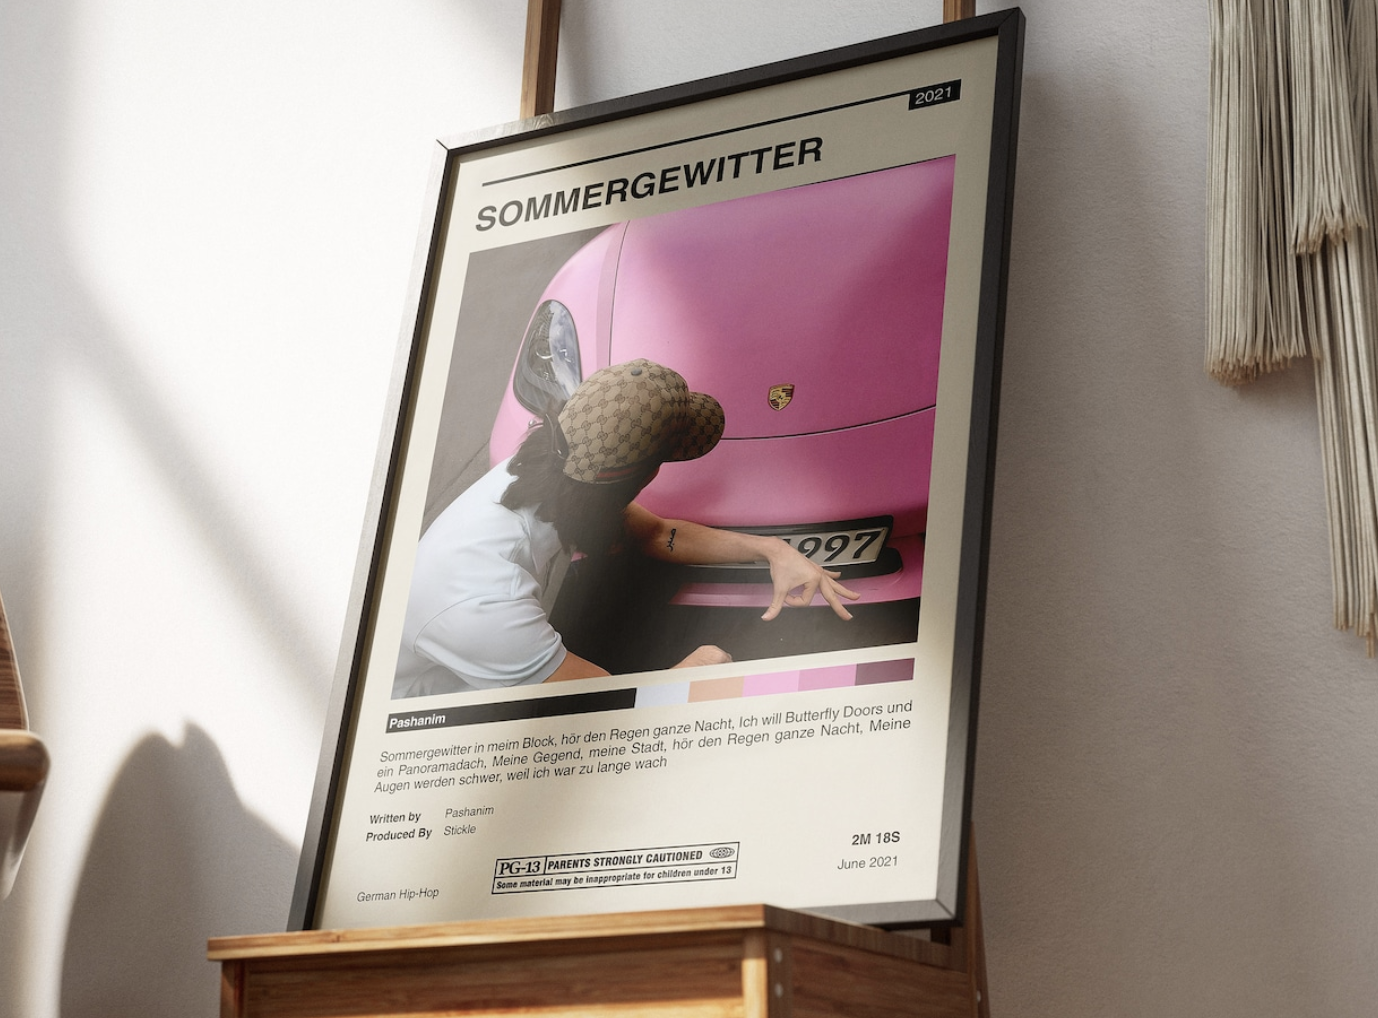 2021
SOMMERGEWITTER
997
Pashanim
Sommergewitter in meim Block, hör den Regen ganze Nacht, Ich will Butterfly Doors und
ein Panoramadach, Meine Gegend, meine Stadt, hör den Regen ganze Nacht, Meine
Augen werden schwer, weil ich war zu lange wach
Written by Pashanim
Produced By Stickle
2M 18S
June 2021
PG-13 PARENTS STRONGLY CAUTIONED
Some material may be inappropriate for children under 13
German Hip-Hop